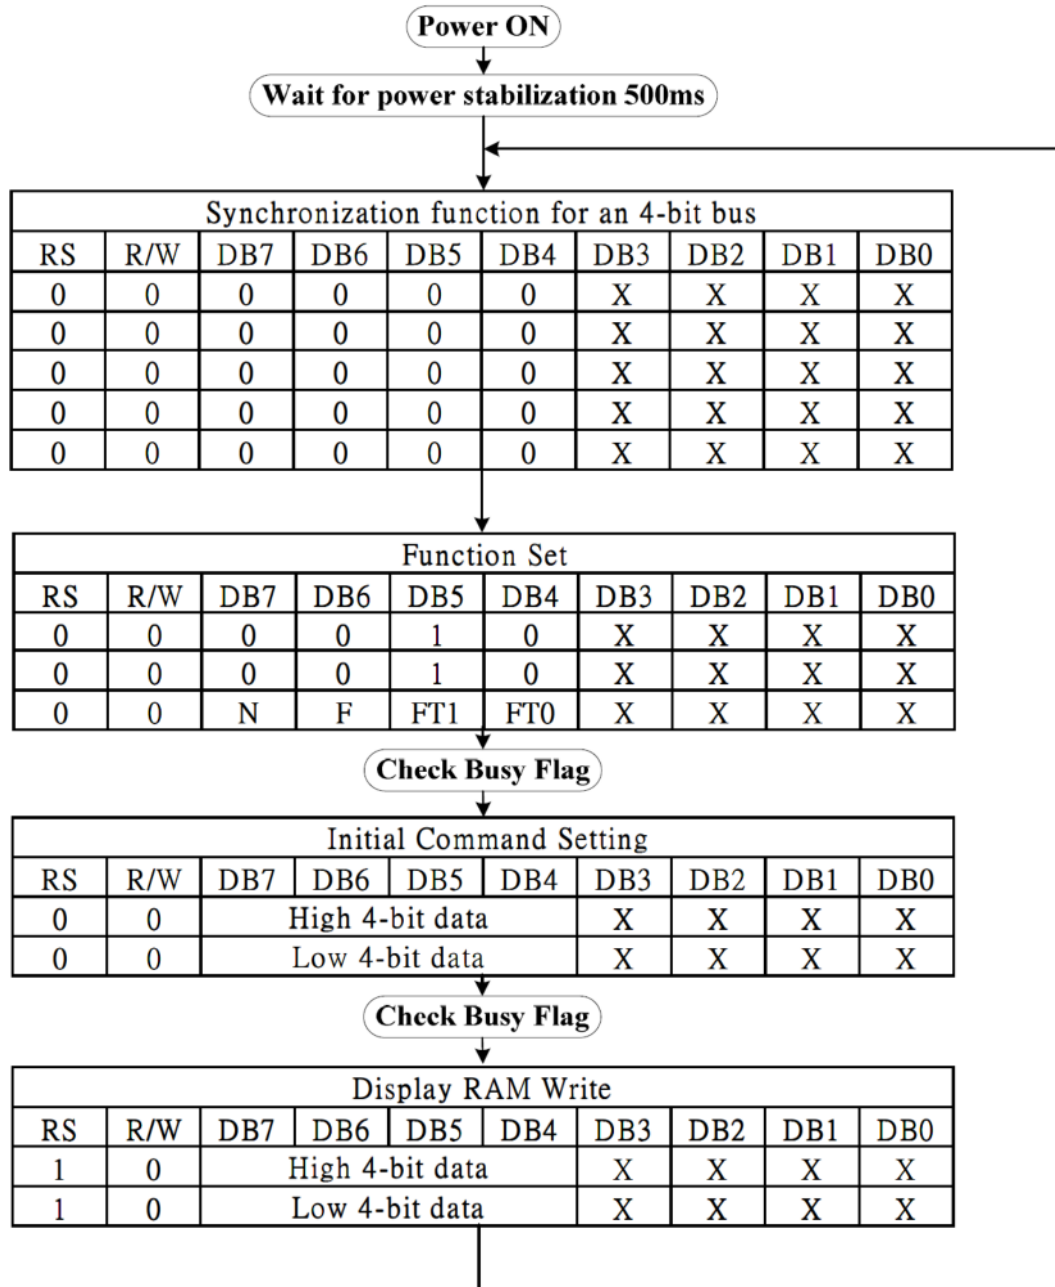 Power ON
Wait for power stabilization 500ms
Synchronization function for an 4-bit bus
RS R/W DB7 DB6 DB5 DB4 DB3 DB2 DB1 DB0
0 0 0 0 0 0 X X X X
0 0 0 0 0 0 X X X X
0 0 0 0 0 0 X X X X
0 0 0 0 0 0 X X X X
0 0 0 0 0 0 X X X X
Function Set
RS R/W DB7 DB6 DB5 DB4 DB3 DB2 DB1 DB0
0 0 0 0 1 0 X X X X
0 0 0 0 1 0 X X X X
0 0 N F FT1 FT0 X X X X
Check Busy Flag
Initial Command Setting
RS R/W DB7 DB6 DB5 DB4 DB3 DB2 DB1 DB0
0 0 High 4-bit data X X X X
0 0 Low 4-bit data X X X X
Check Busy Flag
Display RAM Write
RS R/W DB7 DB6 DB5 DB4 DB3 DB2 DB1 DB0
1 0 High 4-bit data X X X X
1 0 Low 4-bit data X X X X